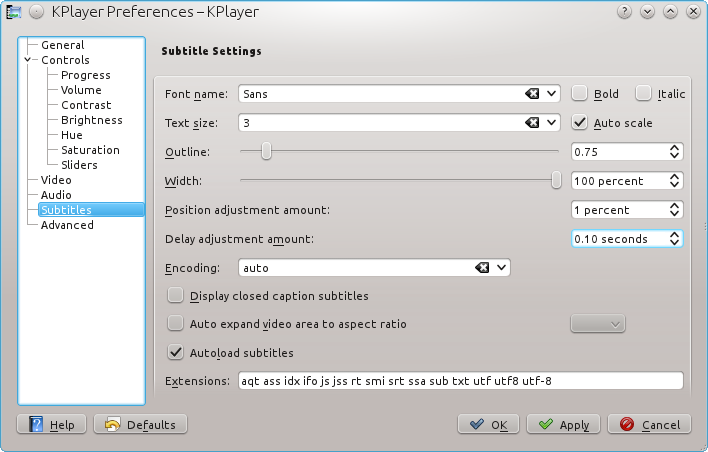 KPlayer Preferences – KPlayer
General
Controls
Progress
Volume
Contrast
Brightness
Hue
Saturation
Sliders
Video
Audio
Subtitles
Advanced
Subtitle Settings
Font name: Sans Bold Italic
Text size: 3 Auto scale
Outline: 0.75
Width: 100 percent
Position adjustment amount: 1 percent
Delay adjustment amount: 0.10 seconds
Encoding: auto
Display closed caption subtitles
Auto expand video area to aspect ratio
Autoload subtitles
Extensions: aqt ass idx ifo js jss rt smi srt ssa sub txt utf utf8 utf-8
Help Defaults OK Apply Cancel